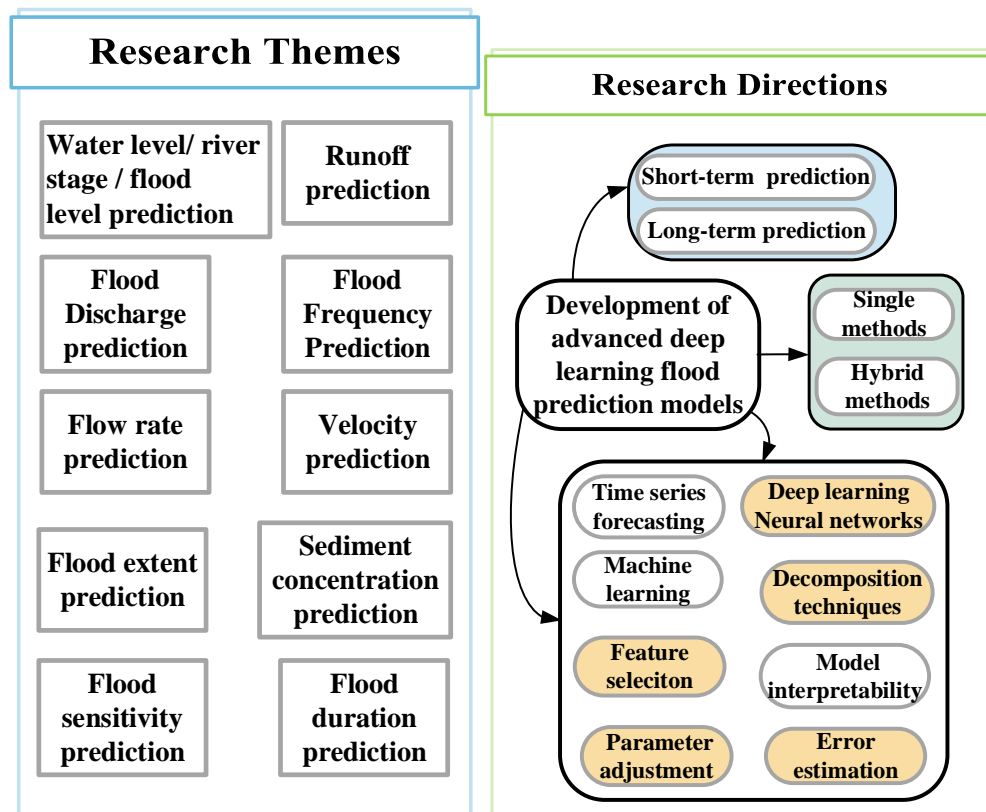 Research Themes
Water level/ river
stage / flood
level prediction
Runoff
prediction
Flood
Discharge
prediction
Flood
Frequency
Prediction
Flow rate
prediction
Velocity
prediction
Flood extent
prediction
Sediment
concentration
prediction
Flood
sensitivity
prediction
Flood
duration
prediction
Research Directions
Short-term prediction
Long-term prediction
Development of
advanced deep
learning flood
prediction models
Single
methods
Hybrid
methods
Time series
forecasting
Deep learning
Neural networks
Machine
learning
Decomposition
techniques
Feature
seleciton
Model
interpretability
Parameter
adjustment
Error
estimation